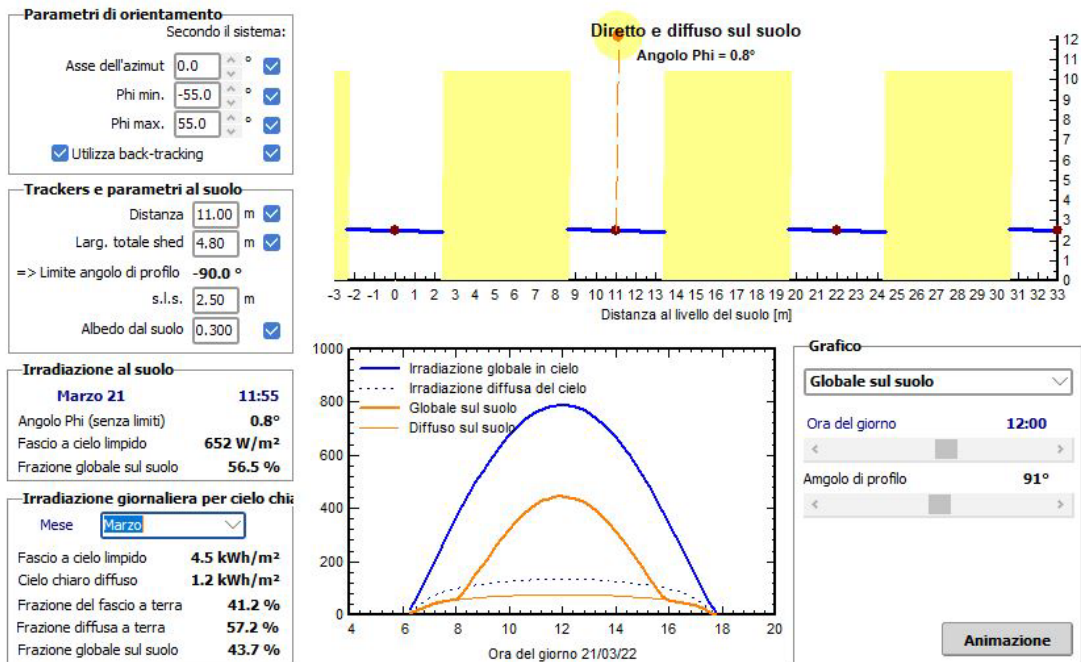 Parametri di orientamento
Secondo il sistema:
Asse dell'azimut 0.0 °
Phi min. -55.0 °
Phi max. 55.0 °
Utilizza back-tracking
Trackers e parametri al suolo
Distanza 11.00 m
Larg. totale shed 4.80 m
=> Limite angolo di profilo -90.0 °
s.l.s. 2.50 m
Albedo dal suolo 0.300
Irradiazione al suolo
Marzo 21 11:55
Angolo Phi (senza limiti) 0.8°
Fascio a cielo limpido 652 W/m²
Frazione globale sul suolo 56.5 %
Irradiazione giornaliera per cielo chia
Mese Marzo
Fascio a cielo limpido 4.5 kWh/m²
Cielo chiaro diffuso 1.2 kWh/m²
Frazione del fascio a terra 41.2 %
Frazione diffusa a terra 57.2 %
Frazione globale sul suolo 43.7 %
Diretto e diffuso sul suolo
Angolo Phi = 0.8°
12
11
10
9
8
7
6
5
4
3
2
1
0
-3 -2 -1 0 1 2 3 4 5 6 7 8 9 10 11 12 13 14 15 16 17 18 19 20 21 22 23 24 25 26 27 28 29 30 31 32 33
Distanza al livello del suolo [m]
1000
800
600
400
200
0
Irradiazione globale in cielo
Irradiazione diffusa del cielo
Globale sul suolo
Diffuso sul suolo
4 6 8 10 12 14 16 18 20
Ora del giorno 21/03/22
Grafico
Globale sul suolo
Ora del giorno 12:00
Amgolo di profilo 91°
Animazione